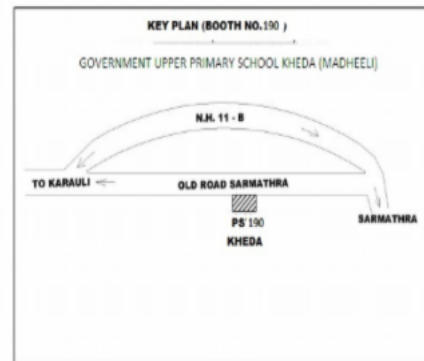 KEY PLAN (BOOTH NO. 190 )
GOVERNMENT UPPER PRIMARY SCHOOL KHEDA (MADHEELI)
N.H. 11 - B
TO KARAULI
OLD ROAD SARMATHRA
PS 190
SARMATHRA
KHEDA